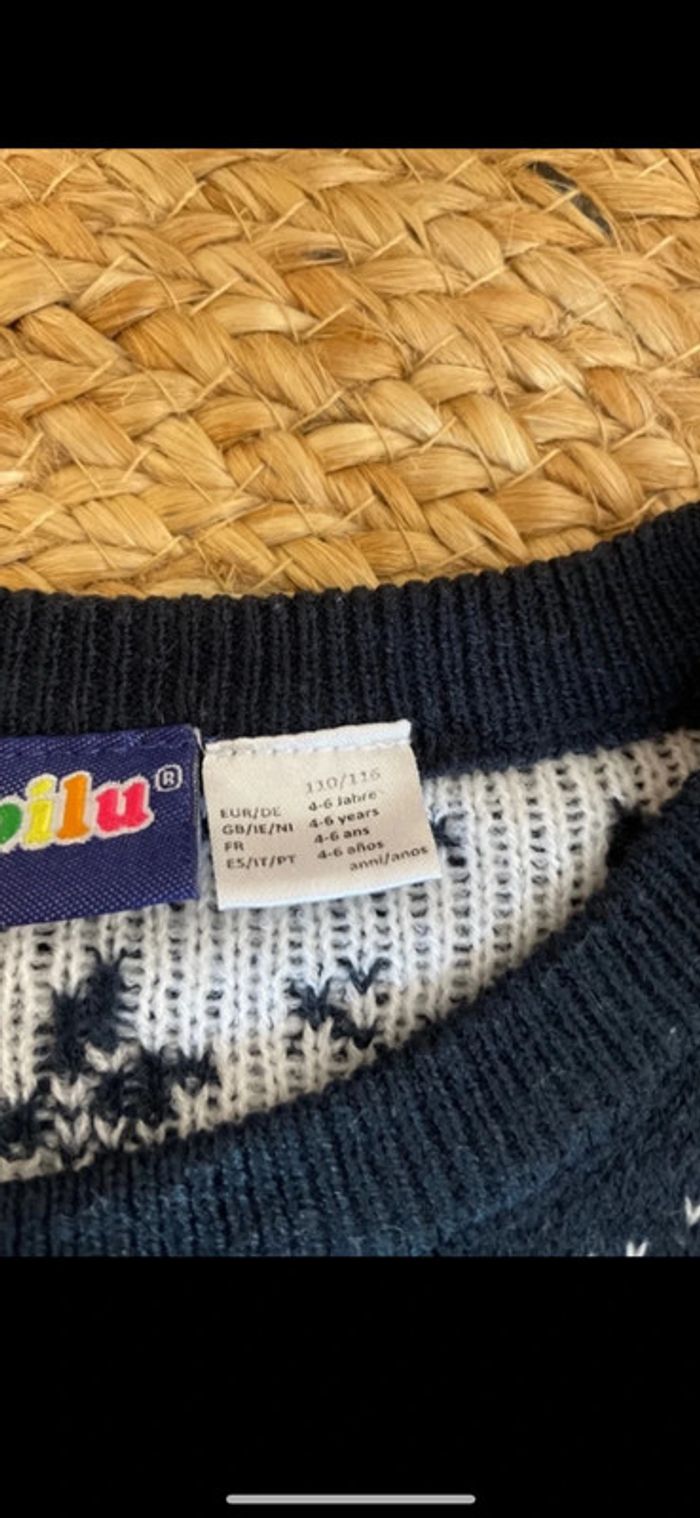 pilu®
110/116
EUR/DE 4-6 Jahre
GB/IE/NI 4-6 years
FR 4-6 ans
ES/IT/PT 4-6 años
anni/anos